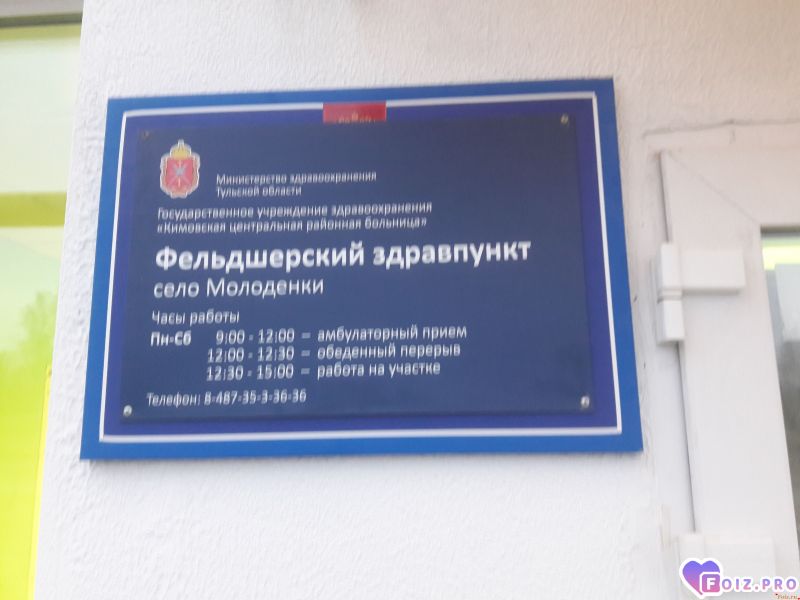 Министерство здравоохранения
Тульской области
Государственное учреждение здравоохранения
«Кимовская центральная районная больница»
Фельдшерский здравпункт
село Молоденки
Часы работы
Пн-Сб 9:00 - 12:00 = амбулаторный прием
12:00 - 12:30 = обеденный перерыв
12:30 - 15:00 = работа на участке
Телефон: 8-487-35-3-36-36
FOIZ.PRO
Foiz.ru